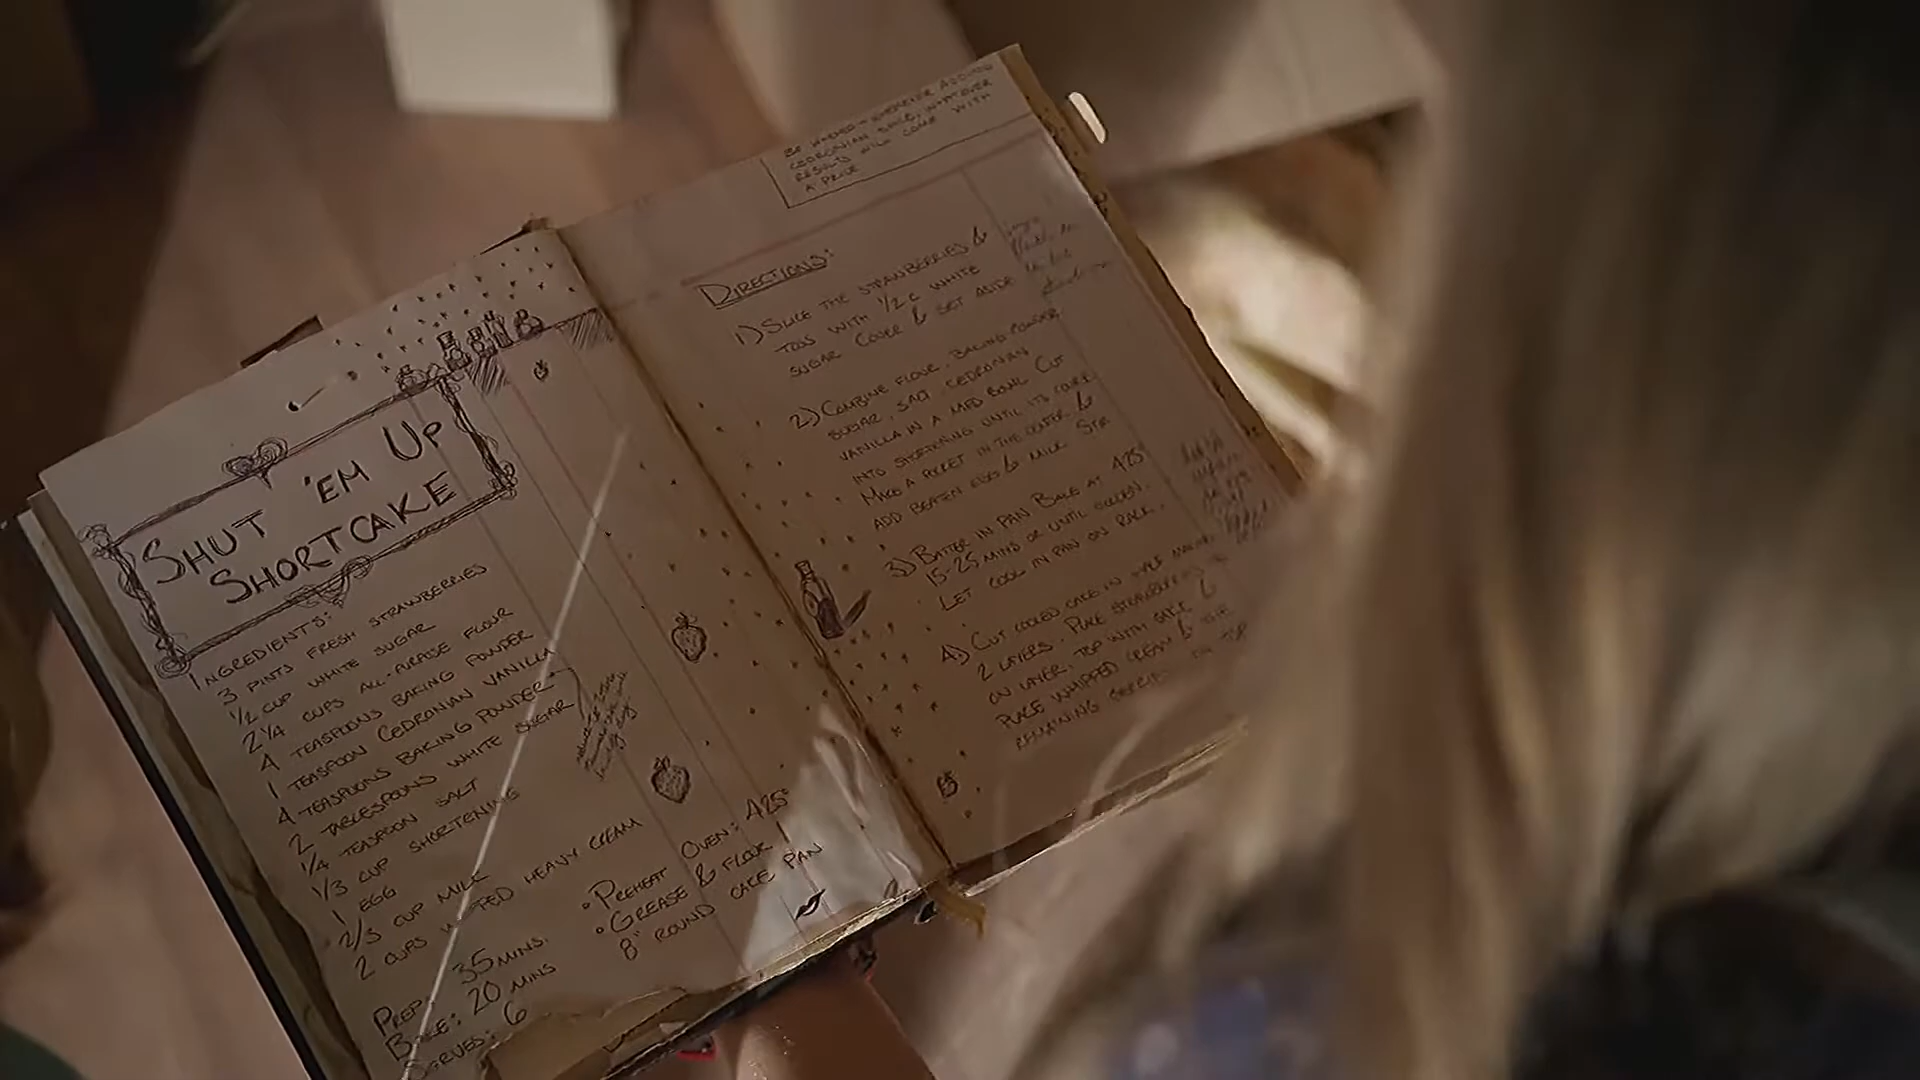 SHUT 'EM UP
SHORTCAKE
INGREDIENTS:
3 PINTS FRESH STRAWBERRIES
1/2 CUP WHITE SUGAR
2 1/4 CUPS ALL-PURPOSE FLOUR
4 TEASPOONS BAKING POWDER
1 TEASPOON CEDRONIAN VANILLA
4 TEASPOONS BAKING POWDER
2 TABLESPOONS WHITE SUGAR
1/4 TEASPOON SALT
1/3 CUP SHORTENING
1 EGG
2/3 CUP MILK
2 CUPS WHIPPED HEAVY CREAM
PREP: 35 MINS.
BAKE: 20 MINS
SERVES: 6
• PREHEAT OVEN: 425°
• GREASE & FLOUR
8" ROUND CAKE PAN
BE WARNED - WHENEVER ADDING
CEDRONIAN SPICE, WHATEVER
RESULTS WILL COME WITH
A PRICE
DIRECTIONS:
1) SLICE THE STRAWBERRIES &
TOSS WITH 1/2 C WHITE
SUGAR COVER & SET ASIDE
2) COMBINE FLOUR, BAKING POWDER,
SUGAR, SALT, CEDRONIAN
VANILLA IN A MED BOWL CUT
INTO SHORTENING UNTIL ITS
MAKE A POCKET IN THE CENTER &
ADD BEATEN EGG & MILK STIR
3) BATTER IN PAN BAKE AT 425°
15-25 MINS OR UNTIL GOLDEN.
LET COOL IN PAN ON RACK.
4) CUT COOLED CAKE IN HALF MAKING
2 LAYERS. PLACE STRAWBERRIES
ON LAYER, TOP WITH CAKE &
PLACE WHIPPED CREAM & THE
REMAINING BERRIES ON TOP